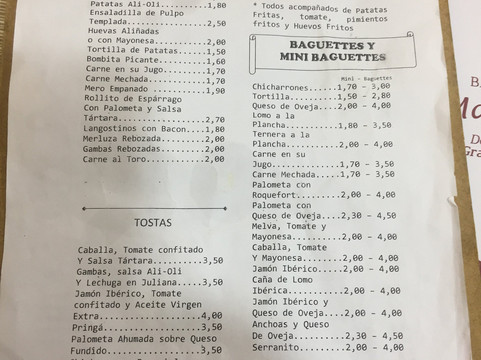 Patatas Ali-Oli.....1,80
Ensaladilla de Pulpo
Templada............2,50
Huevas Aliñadas
o con Mayonesa......2,00
Tortilla de Patatas...1,50
Bombita Picante.......1,60
Carne en su Jugo......1,70
Carne Mechada.........1,70
Mero Empanado ........1,90
Rollito de Espárrago
Con Palometa y Salsa
Tártara...............2,70
Langostinos con Bacon....1,80
Merluza Rebozada......2,00
Gambas Rebozadas......2,00
Carne al Toro.........2,00
TOSTAS
Caballa, Tomate confitado
Y Salsa Tártara........3,50
Gambas, salsa Ali-Oli
Y Lechuga en Juliana.....3,50
Jamón Ibérico, Tomate
confitado y Aceite Virgen
Extra.................4,00
Pringá................3,50
Palometa Ahumada sobre Queso
Fundido...............3,50
* Todos acompañados de Patatas
Fritas, tomate, pimientos
fritos y Huevos Fritos
BAGUETTES Y
MINI BAGUETTES
Mini - baguettes
Chicharrones......1,70 – 3,00
Tortilla..........1,50 – 2,80
Queso de Oveja...2,00 – 4,00
Lomo a la
Plancha..........1,80 – 3,50
Ternera a la
Plancha..........2,00 – 4,00
Carne en su
Jugo.............1,70 – 3,50
Carne Mechada.....1,70 – 3,50
Palometa con
Roquefort........2,00 – 4,00
Palometa con
Queso de Oveja....2,30 – 4,50
Melva, Tomate y
Mayonesa.........2,00 – 4,00
Caballa, Tomate
Y Mayonesa........2,00 – 4,00
Jamón Ibérico.....2,00 – 4,00
Caña de Lomo
Ibérica...........2,00 – 4,00
Jamón Ibérico y
Queso de Oveja....2,00 – 4,00
Anchoas y Queso
De Oveja..........2,30 – 4,50
Serranito.........2,00 – 4,00